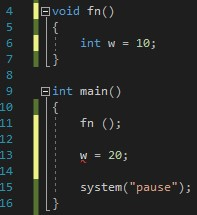 4 void fn()
5 {
6 int w = 10;
7 }
8
9 int main()
10 {
11 fn ();
12
13 w = 20;
14
15 system("pause");
16 }